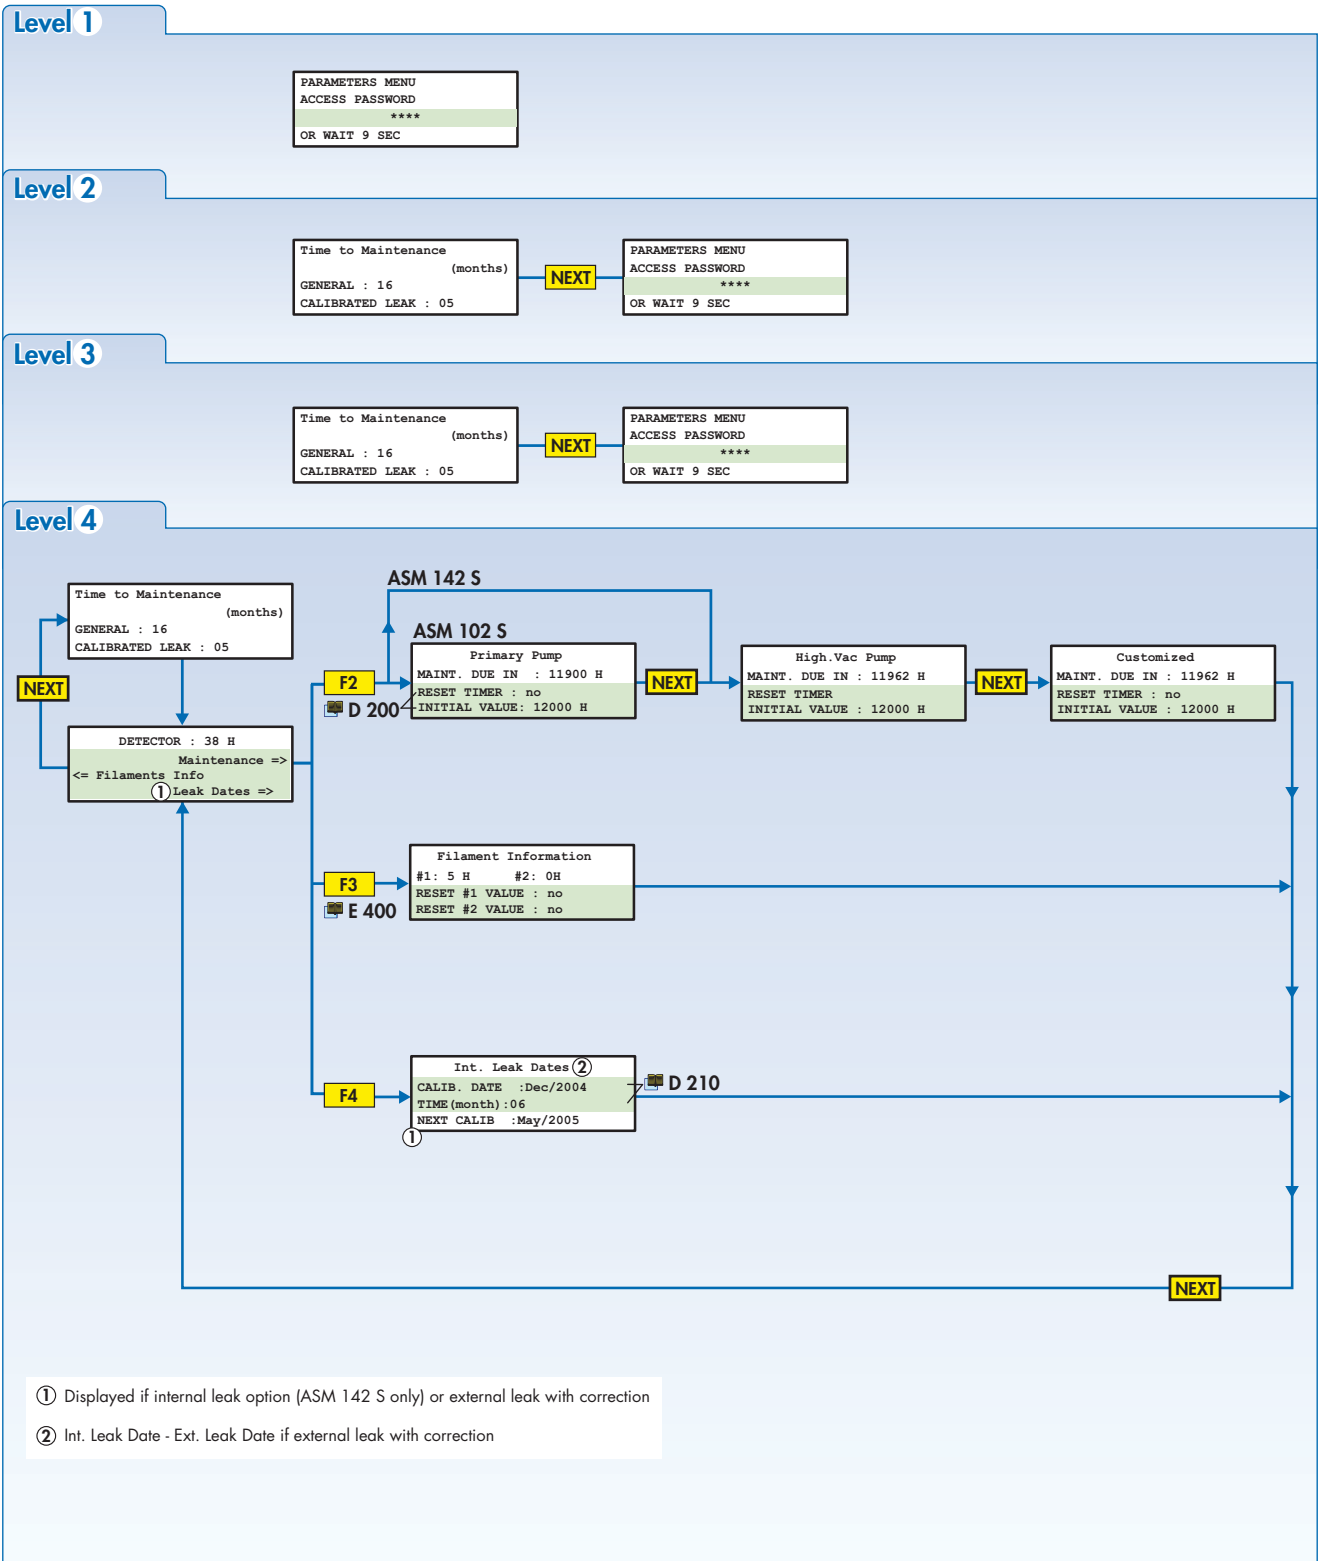 Level 1
PARAMETERS MENU
ACCESS PASSWORD
****
OR WAIT 9 SEC
Level 2
Time to Maintenance
(months)
GENERAL : 16
CALIBRATED LEAK : 05
NEXT
PARAMETERS MENU
ACCESS PASSWORD
****
OR WAIT 9 SEC
Level 3
Time to Maintenance
(months)
GENERAL : 16
CALIBRATED LEAK : 05
NEXT
PARAMETERS MENU
ACCESS PASSWORD
****
OR WAIT 9 SEC
Level 4
Time to Maintenance
(months)
GENERAL : 16
CALIBRATED LEAK : 05
NEXT
DETECTOR : 38 H
Maintenance =>
<= Filaments Info
① Leak Dates =>
ASM 142 S
ASM 102 S
F2
D 200
Primary Pump
MAINT. DUE IN : 11900 H
RESET TIMER : no
INITIAL VALUE: 12000 H
NEXT
High.Vac Pump
MAINT. DUE IN : 11962 H
RESET TIMER
INITIAL VALUE : 12000 H
NEXT
Customized
MAINT. DUE IN : 11962 H
RESET TIMER : no
INITIAL VALUE : 12000 H
F3
E 400
Filament Information
#1: 5 H #2: 0H
RESET #1 VALUE : no
RESET #2 VALUE : no
F4
Int. Leak Dates ②
CALIB. DATE :Dec/2004
TIME(month):06
NEXT CALIB :May/2005
①
D 210
NEXT
① Displayed if internal leak option (ASM 142 S only) or external leak with correction
② Int. Leak Date - Ext. Leak Date if external leak with correction